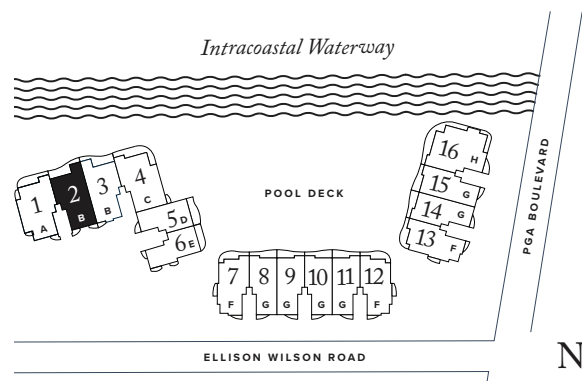 Intracoastal Waterway
POOL DECK
1
A
2
B
3
B
4
C
5 D
6 E
7
F
8
G
9
G
10
G
11
G
12
F
16 H
15 G
14 G
13 F
PGA BOULEVARD
ELLISON WILSON ROAD
N